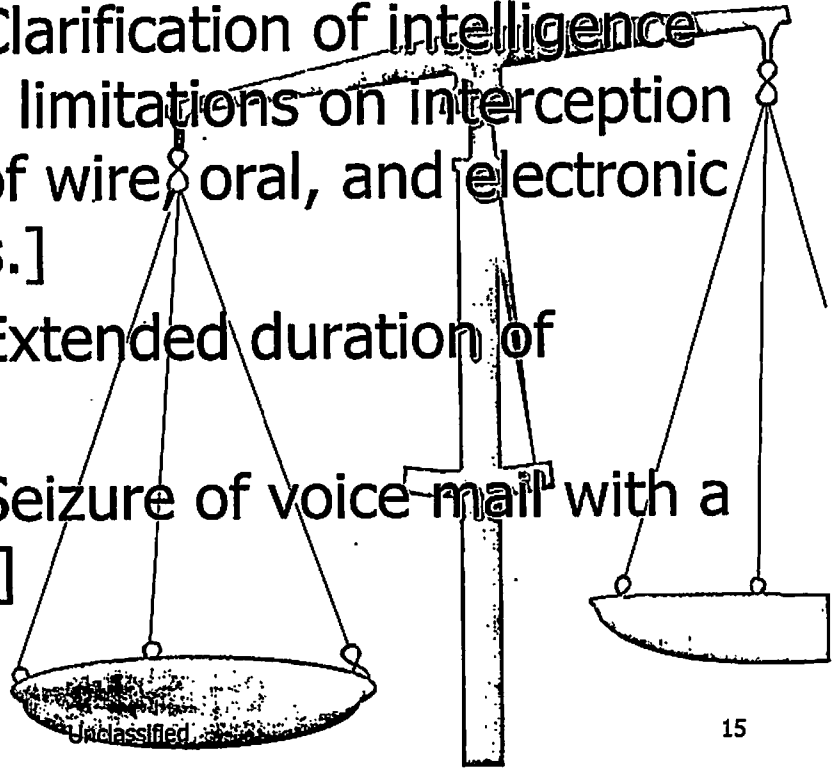 Clarification of intelligence
limitations on interception
of wire, oral, and electronic
s.]
Extended duration of
Seizure of voice mail with a
]
Unclassified
15